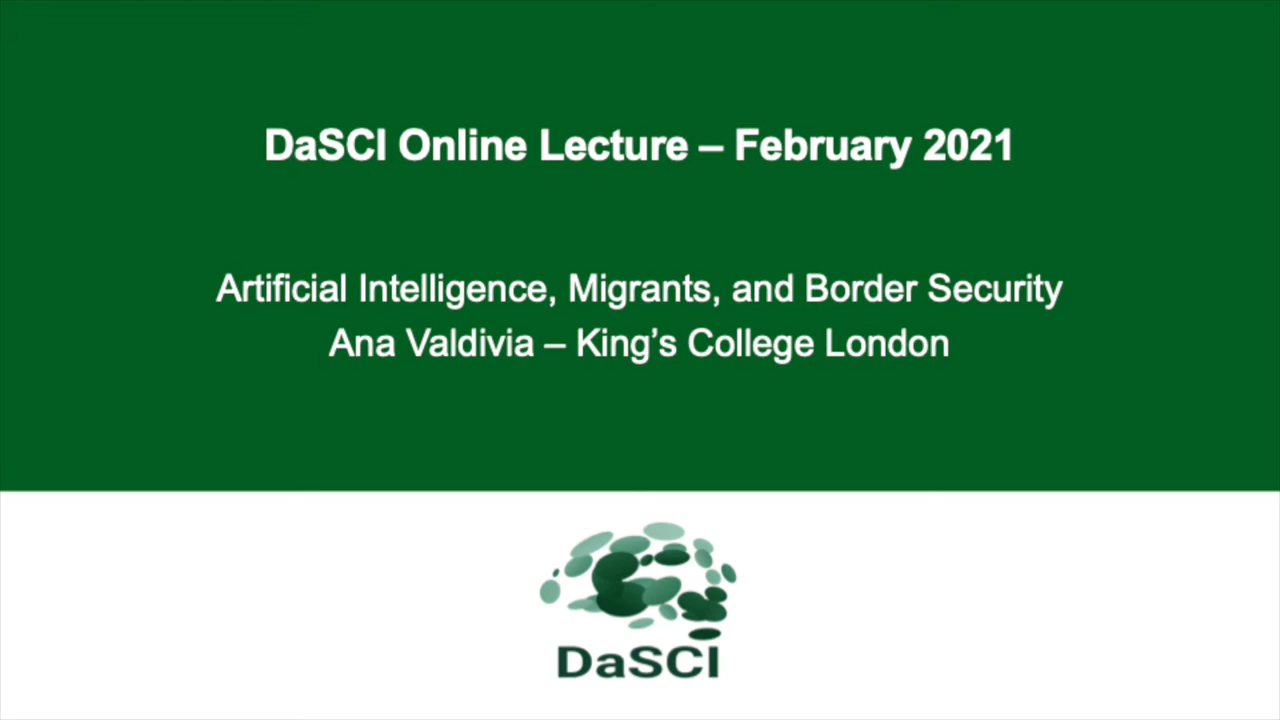 DaSCI Online Lecture – February 2021
Artificial Intelligence, Migrants, and Border Security
Ana Valdivia – King’s College London
DaSCI